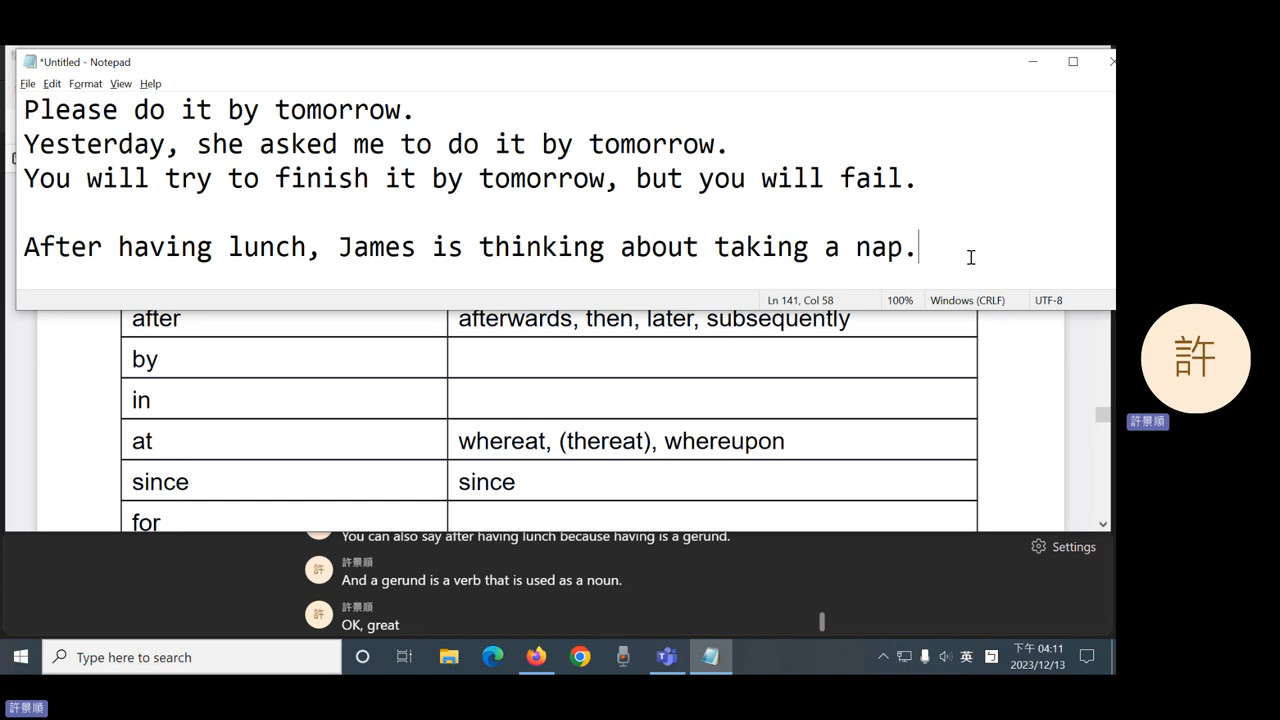 *Untitled - Notepad
File Edit Format View Help
Please do it by tomorrow.
Yesterday, she asked me to do it by tomorrow.
You will try to finish it by tomorrow, but you will fail.
After having lunch, James is thinking about taking a nap.
Ln 141, Col 58 100% Windows (CRLF) UTF-8
after afterwards, then, later, subsequently
by
in
at whereat, (thereat), whereupon
since since
for
You can also say after having lunch because having is a gerund.
Settings
許 許景順
And a gerund is a verb that is used as a noun.
許 許景順
OK, great
許
許景順
Type here to search
英
下午 04:11
2023/12/13
許景順